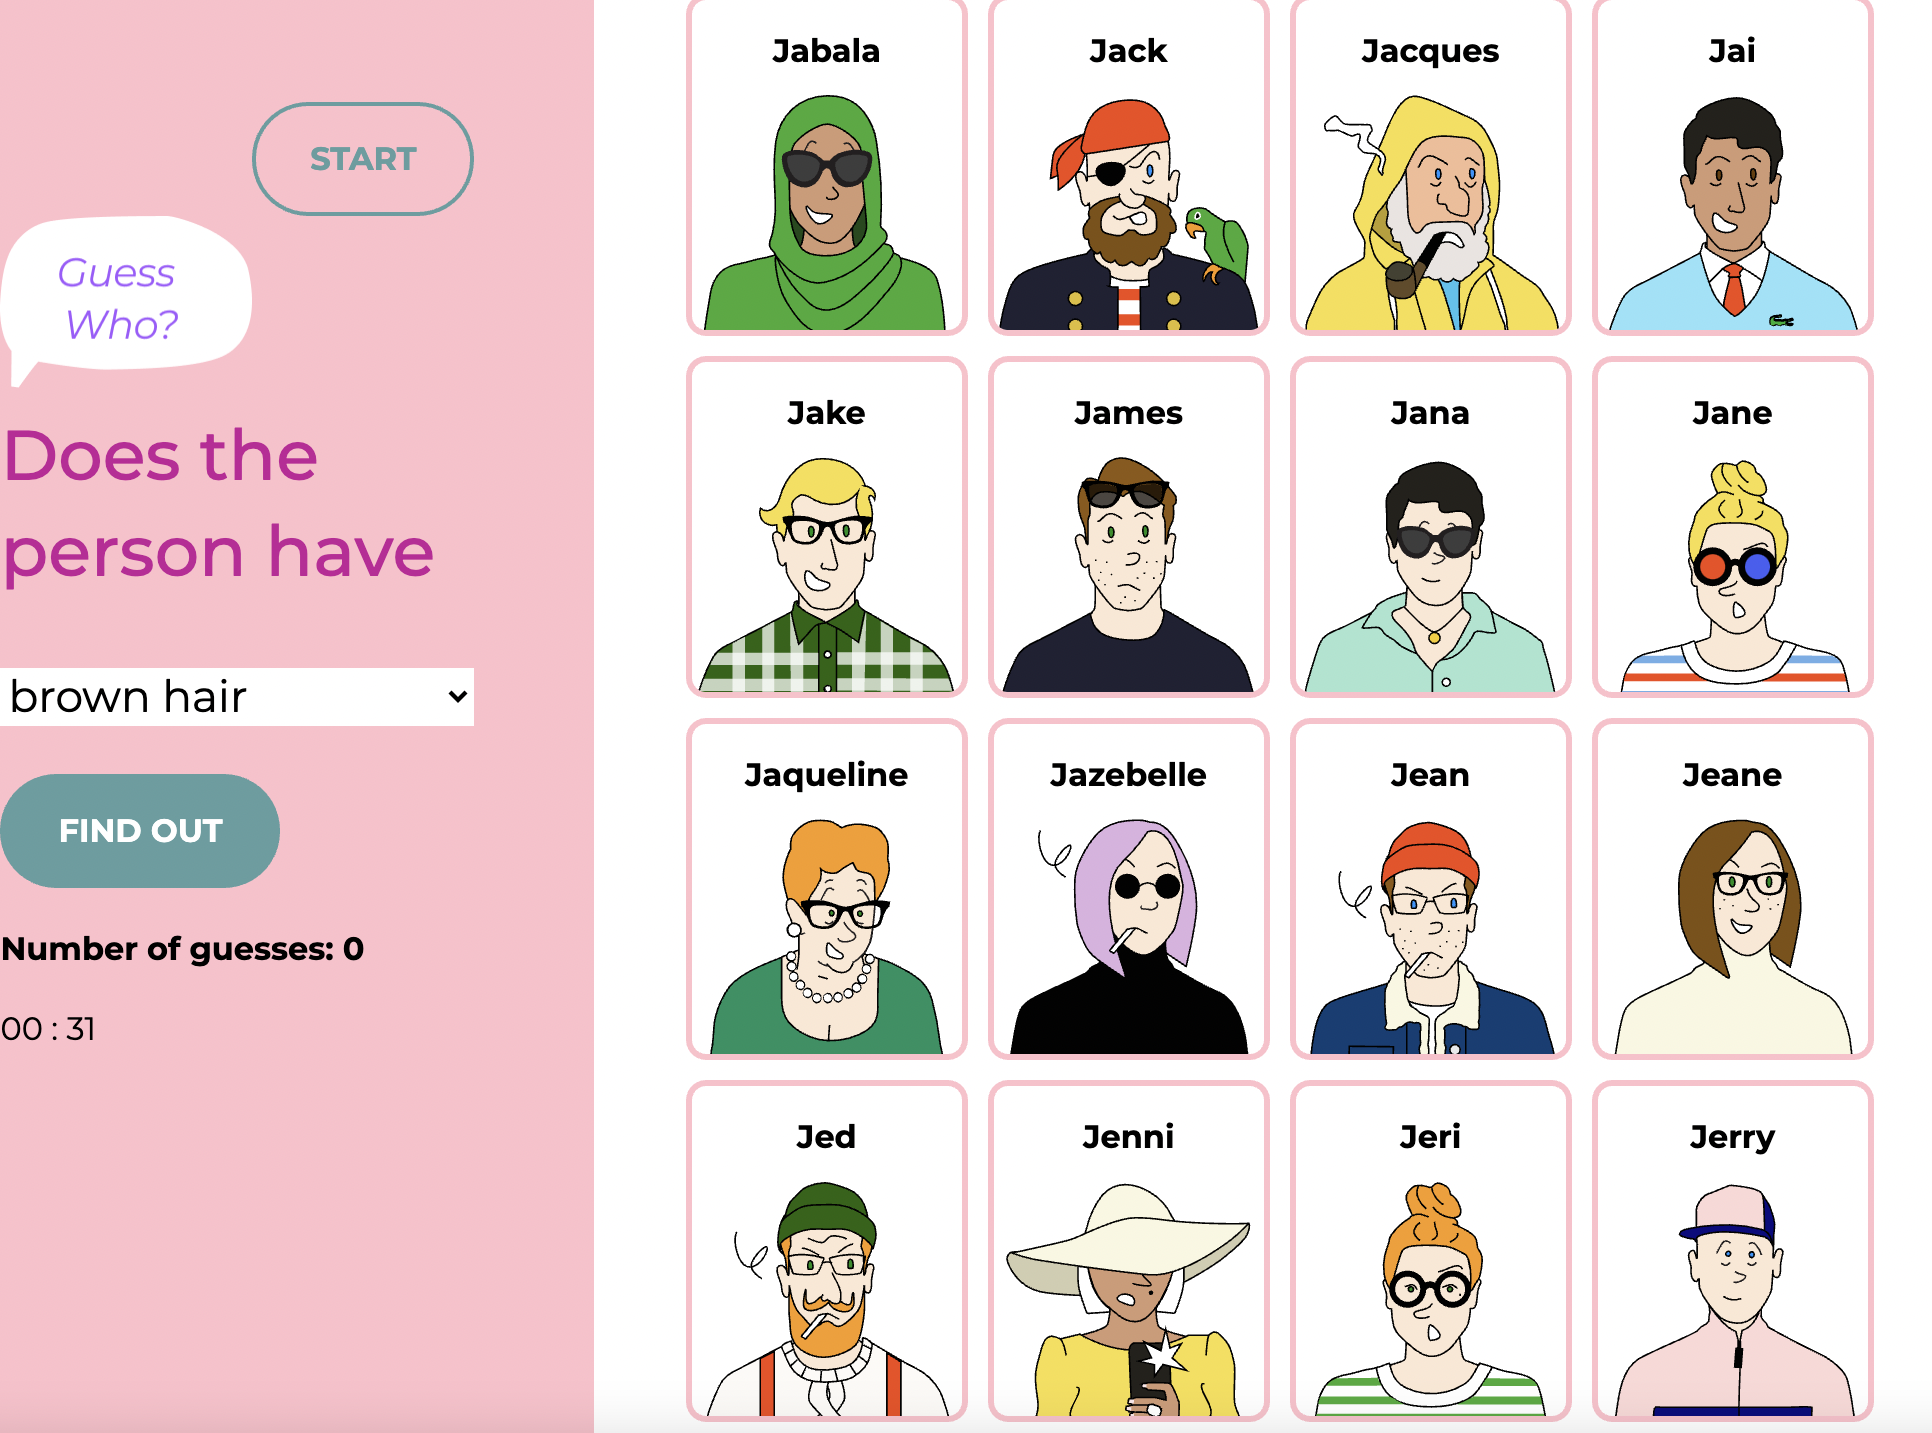 START
Guess
Who?
Does the
person have
brown hair
FIND OUT
Number of guesses: 0
00 : 31
Jabala
Jack
Jacques
Jai
Jake
James
Jana
Jane
Jaqueline
Jazebelle
Jean
Jeane
Jed
Jenni
Jeri
Jerry